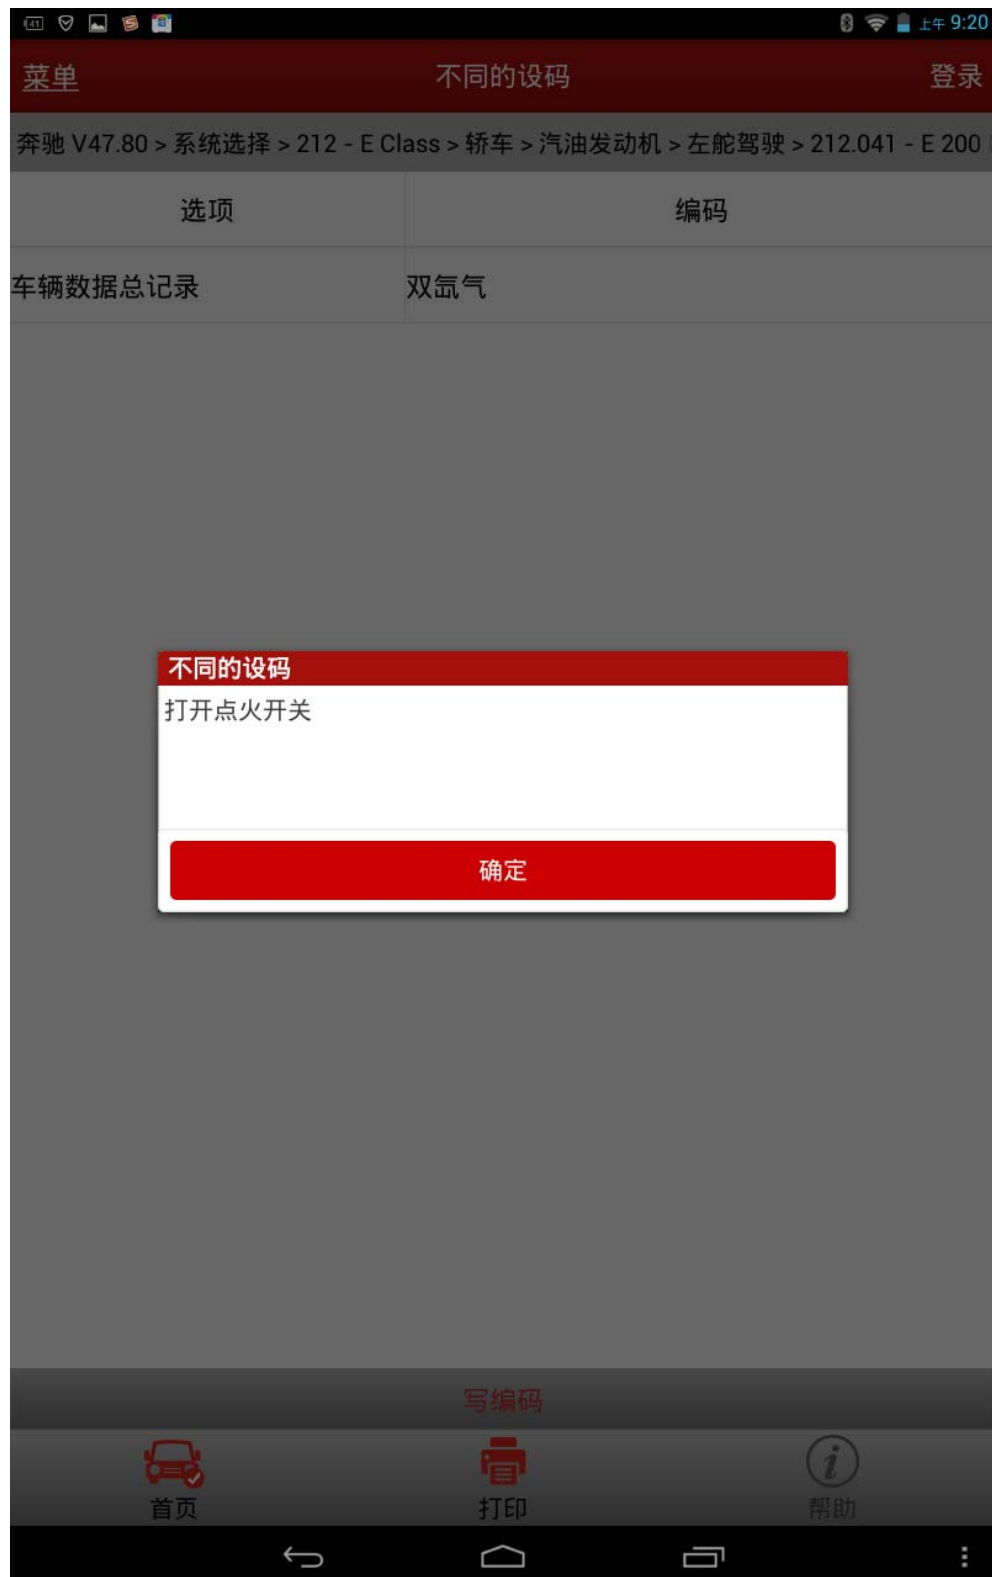 41
上午 9:20
菜单 不同的设码 登录
奔驰 V47.80 > 系统选择 > 212 - E Class > 轿车 > 汽油发动机 > 左舵驾驶 > 212.041 - E 200
选项 编码
车辆数据总记录 双氙气
不同的设码
打开点火开关
确定
写编码
首页 打印 帮助